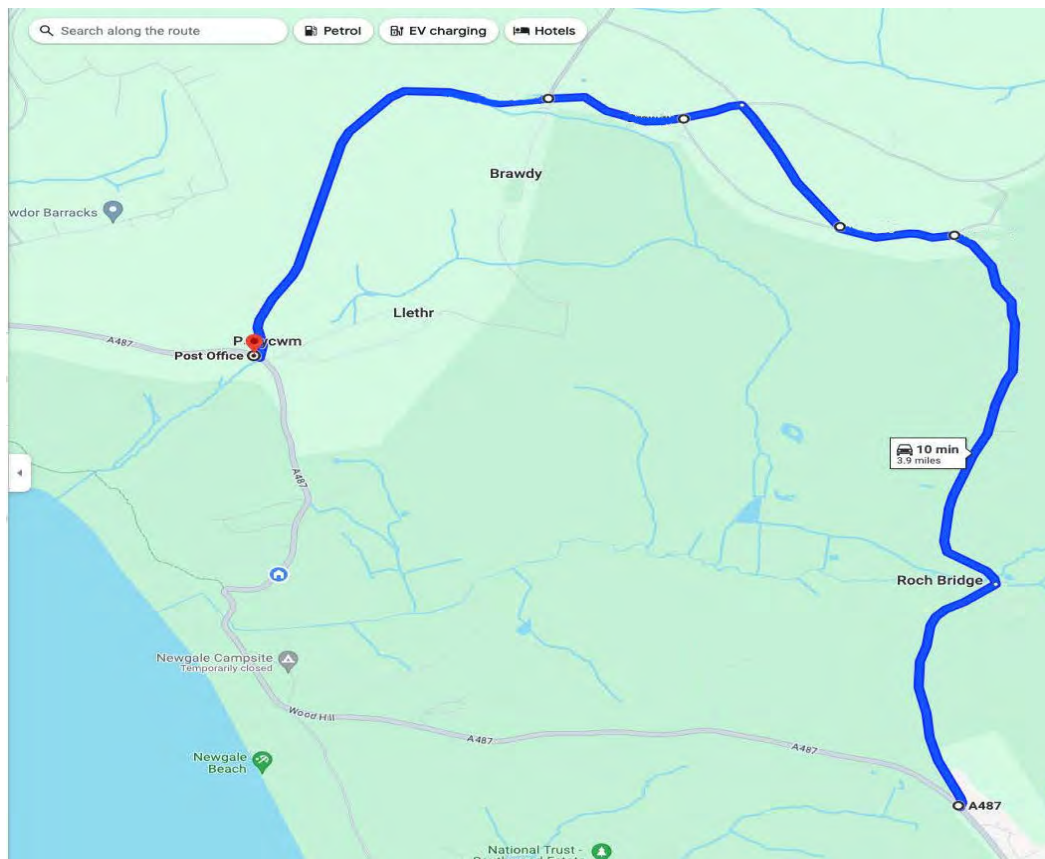 Search along the route
Petrol
EV charging
Hotels
Brawdy
wdor Barracks
Llethr
A487
Post Office
A487
10 min
3.9 miles
Roch Bridge
Newgale Campsite
Temporarily closed
Wood Hill
A487
A487
Newgale
Beach
A487
National Trust -